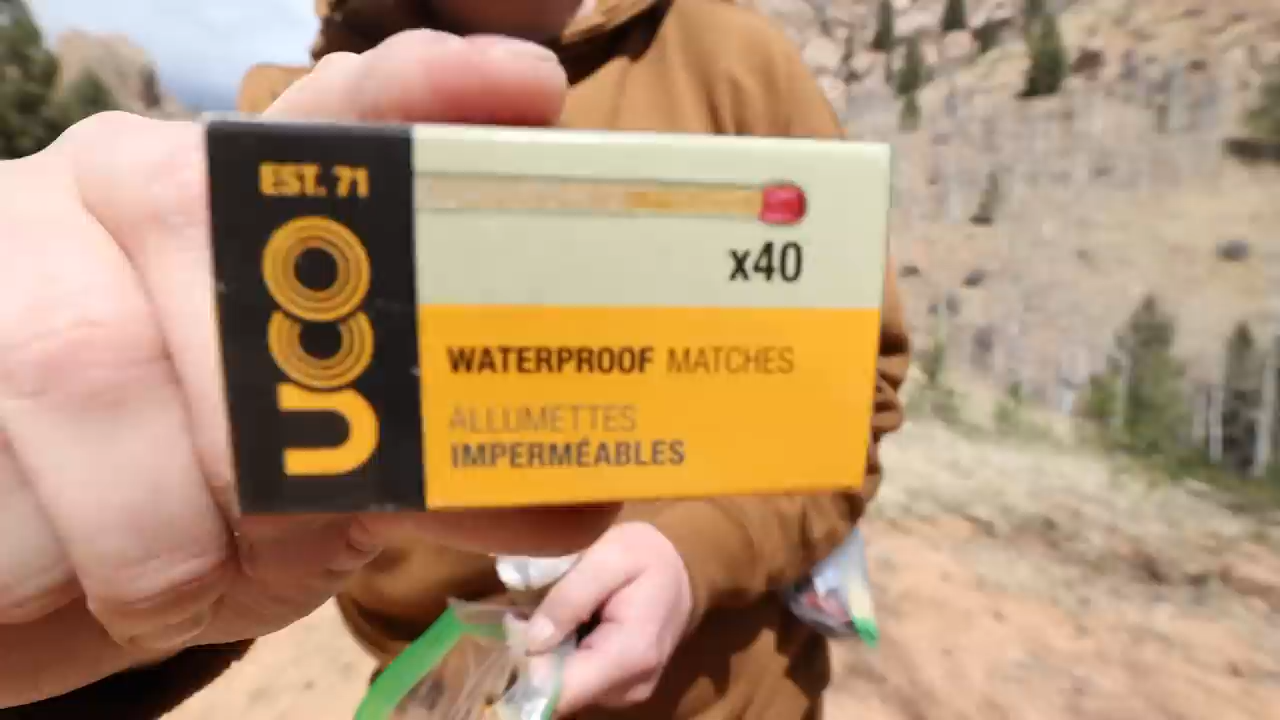 EST. 71
UCO
x40
WATERPROOF MATCHES
ALLUMETTES
IMPERMÉABLES